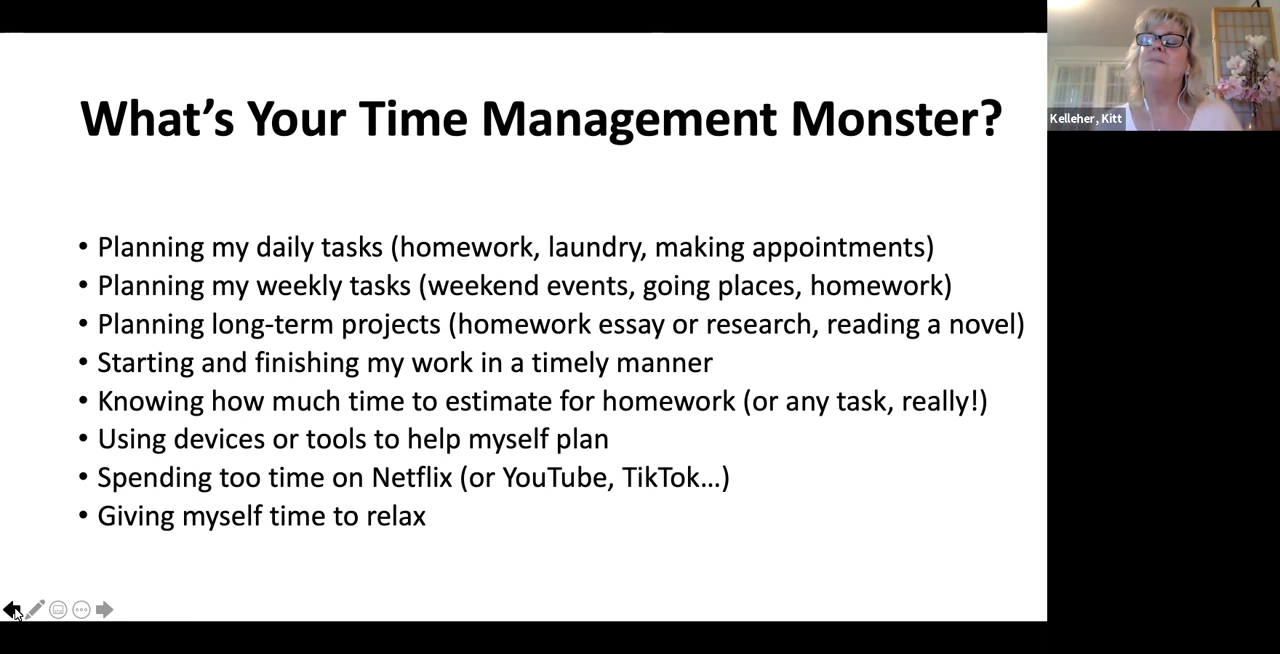 What’s Your Time Management Monster?
• Planning my daily tasks (homework, laundry, making appointments)
• Planning my weekly tasks (weekend events, going places, homework)
• Planning long-term projects (homework essay or research, reading a novel)
• Starting and finishing my work in a timely manner
• Knowing how much time to estimate for homework (or any task, really!)
• Using devices or tools to help myself plan
• Spending too time on Netflix (or YouTube, TikTok…)
• Giving myself time to relax
Kelleher, Kitt